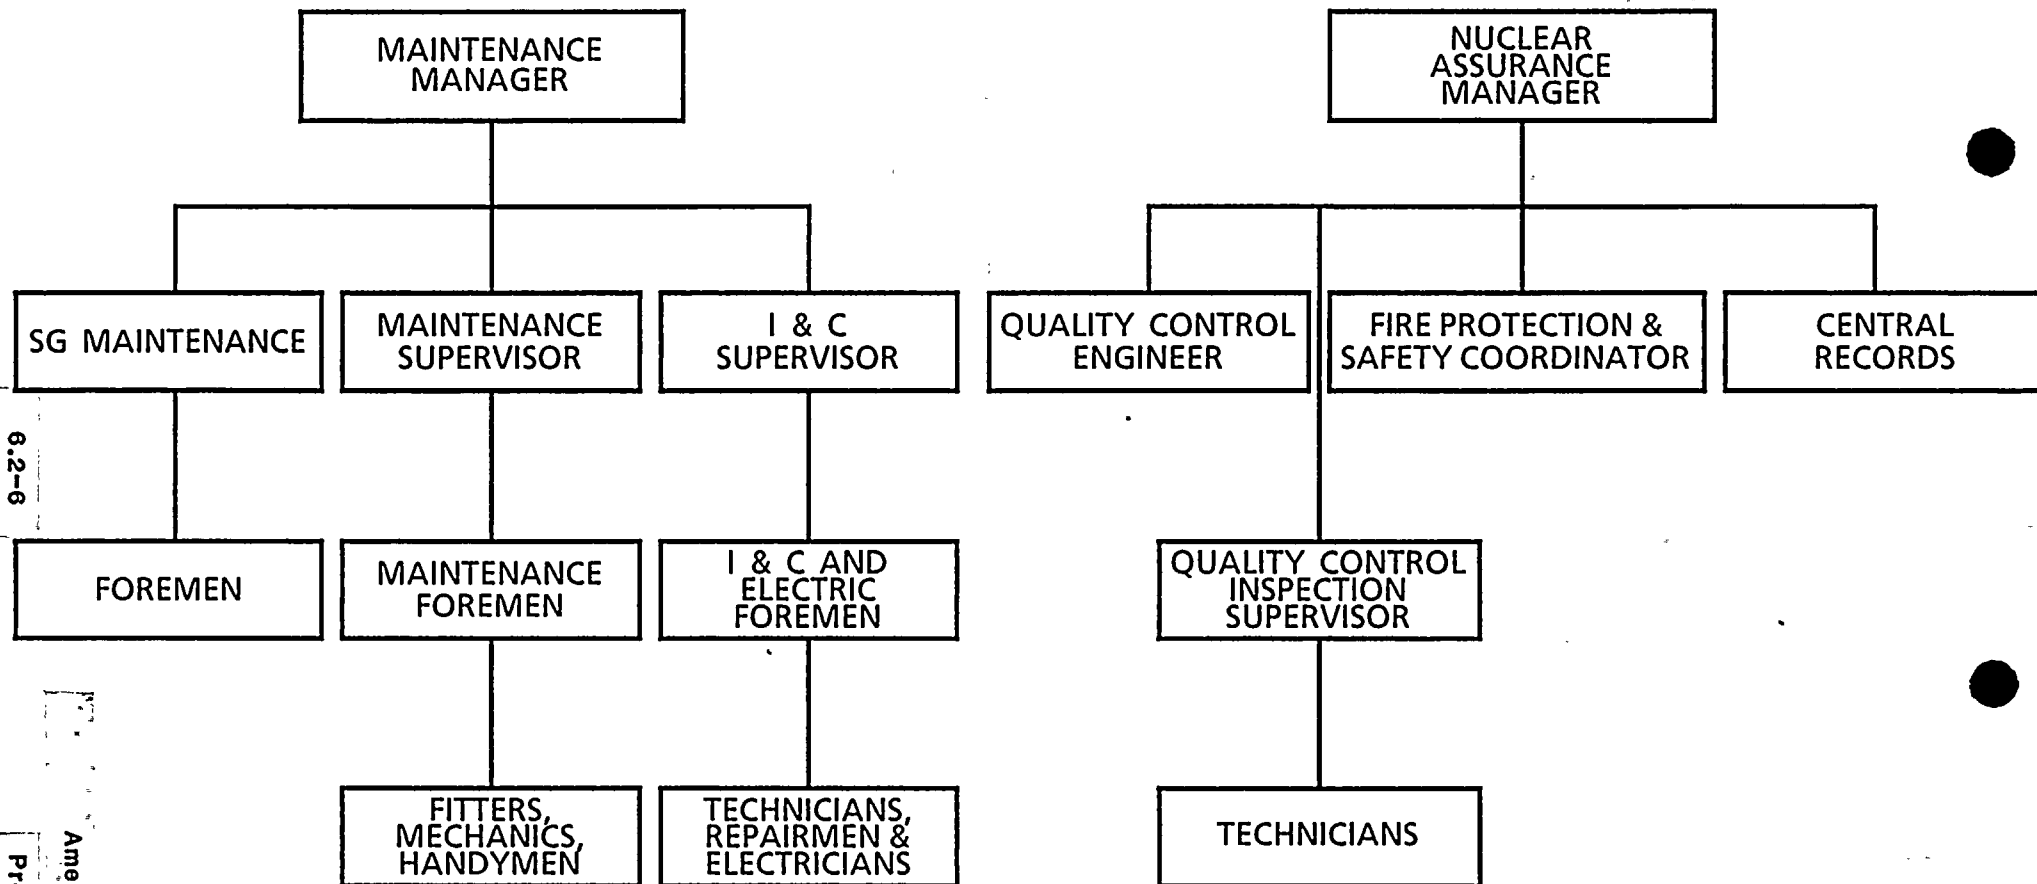 MAINTENANCE
MANAGER
NUCLEAR
ASSURANCE
MANAGER
SG MAINTENANCE
MAINTENANCE
SUPERVISOR
I & C
SUPERVISOR
QUALITY CONTROL
ENGINEER
FIRE PROTECTION &
SAFETY COORDINATOR
CENTRAL
RECORDS
FOREMEN
MAINTENANCE
FOREMEN
I & C AND
ELECTRIC
FOREMEN
QUALITY CONTROL
INSPECTION
SUPERVISOR
FITTERS,
MECHANICS,
HANDYMEN
TECHNICIANS,
REPAIRMEN &
ELECTRICIANS
TECHNICIANS
6.2-6
Ame
Pr